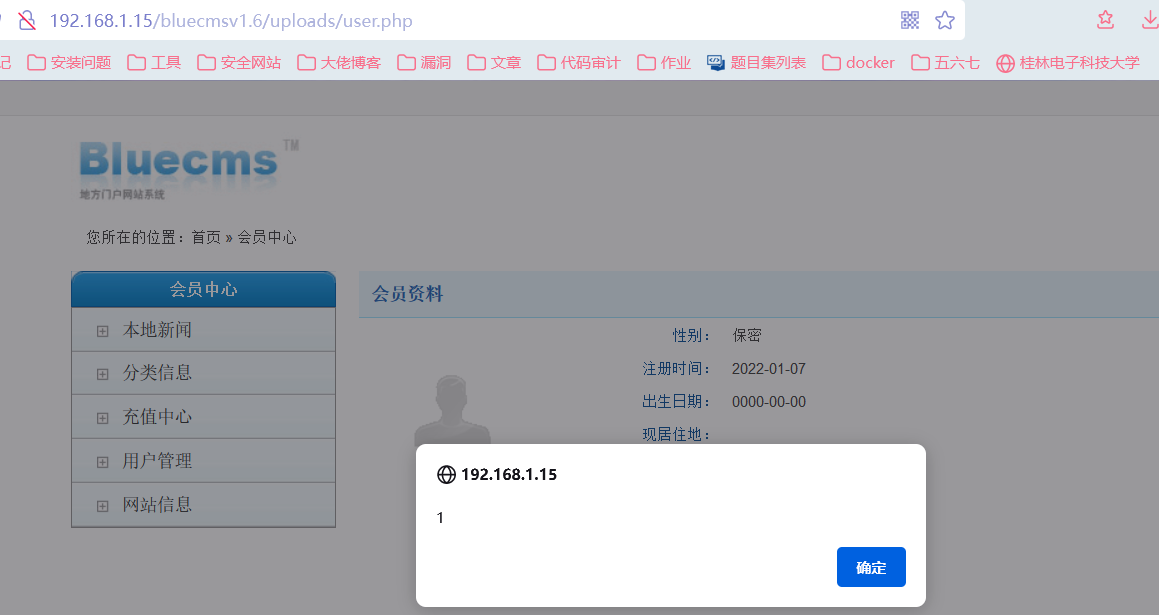 192.168.1.15/bluecmsv1.6/uploads/user.php
记 安装问题 工具 安全网站 大佬博客 漏洞 文章 代码审计 作业 题目集列表 docker 五六七 桂林电子科技大学
Bluecms TM
地方门户网站系统
您所在的位置：首页 » 会员中心
会员中心
本地新闻
分类信息
充值中心
用户管理
网站信息
会员资料
性别： 保密
注册时间： 2022-01-07
出生日期： 0000-00-00
现居住地：
192.168.1.15
1
确定